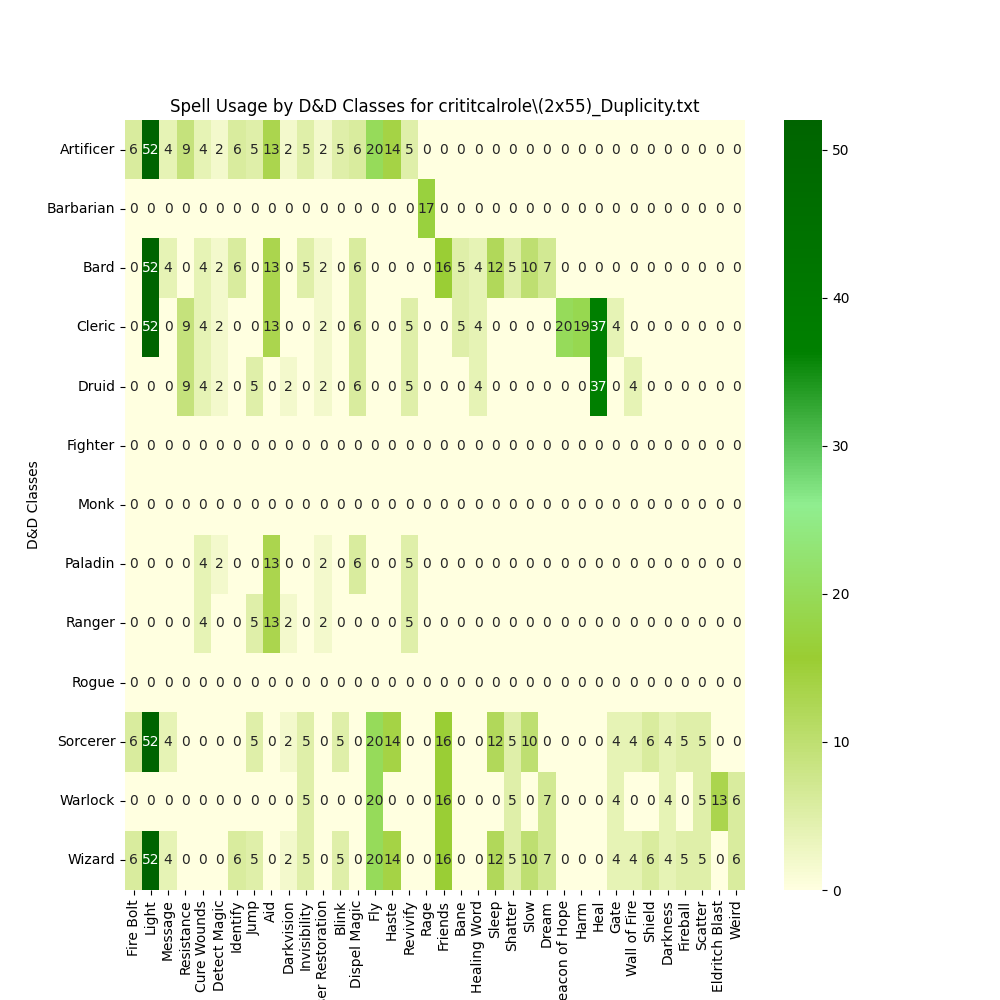 Spell Usage by D&D Classes for crititcalrole\(2x55)_Duplicity.txt
D&D Classes
Artificer 6 52 4 9 4 2 6 5 13 2 5 2 5 6 20 14 5 0 0 0 0 0 0 0 0 0 0 0 0 0 0 0 0 0 0 0
Barbarian 0 0 0 0 0 0 0 0 0 0 0 0 0 0 0 0 0 17 0 0 0 0 0 0 0 0 0 0 0 0 0 0 0 0 0 0
Bard 0 52 4 0 4 2 6 0 13 0 5 2 0 6 0 0 0 0 16 5 4 12 5 10 7 0 0 0 0 0 0 0 0 0 0 0
Cleric 0 52 0 9 4 2 0 0 13 0 0 2 0 6 0 0 5 0 0 5 4 0 0 0 0 20 19 37 4 0 0 0 0 0 0 0
Druid 0 0 0 9 4 2 0 5 0 2 0 2 0 6 0 0 5 0 0 0 4 0 0 0 0 0 0 37 0 4 0 0 0 0 0 0
Fighter 0 0 0 0 0 0 0 0 0 0 0 0 0 0 0 0 0 0 0 0 0 0 0 0 0 0 0 0 0 0 0 0 0 0 0 0
Monk 0 0 0 0 0 0 0 0 0 0 0 0 0 0 0 0 0 0 0 0 0 0 0 0 0 0 0 0 0 0 0 0 0 0 0 0
Paladin 0 0 0 0 4 2 0 0 13 0 0 2 0 6 0 0 5 0 0 0 0 0 0 0 0 0 0 0 0 0 0 0 0 0 0 0
Ranger 0 0 0 0 4 0 0 5 13 2 0 2 0 0 0 0 5 0 0 0 0 0 0 0 0 0 0 0 0 0 0 0 0 0 0 0
Rogue 0 0 0 0 0 0 0 0 0 0 0 0 0 0 0 0 0 0 0 0 0 0 0 0 0 0 0 0 0 0 0 0 0 0 0 0
Sorcerer 6 52 4 0 0 0 0 5 0 2 5 0 5 0 20 14 0 0 16 0 0 12 5 10 0 0 0 0 4 4 6 4 5 5 0 0
Warlock 0 0 0 0 0 0 0 0 0 0 5 0 0 0 20 0 0 0 16 0 0 0 5 0 7 0 0 0 4 0 0 4 0 5 13 6
Wizard 6 52 4 0 0 0 6 5 0 2 5 0 5 0 20 14 0 0 16 0 0 12 5 10 7 0 0 0 4 4 6 4 5 5 0 6
Fire Bolt
Light
Message
Resistance
Cure Wounds
Detect Magic
Identify
Jump
Aid
Darkvision
Invisibility
er Restoration
Blink
Dispel Magic
Fly
Haste
Revivify
Rage
Friends
Bane
Healing Word
Sleep
Shatter
Slow
Dream
eacon of Hope
Harm
Heal
Gate
Wall of Fire
Shield
Darkness
Fireball
Scatter
Eldritch Blast
Weird
50
40
30
20
10
0